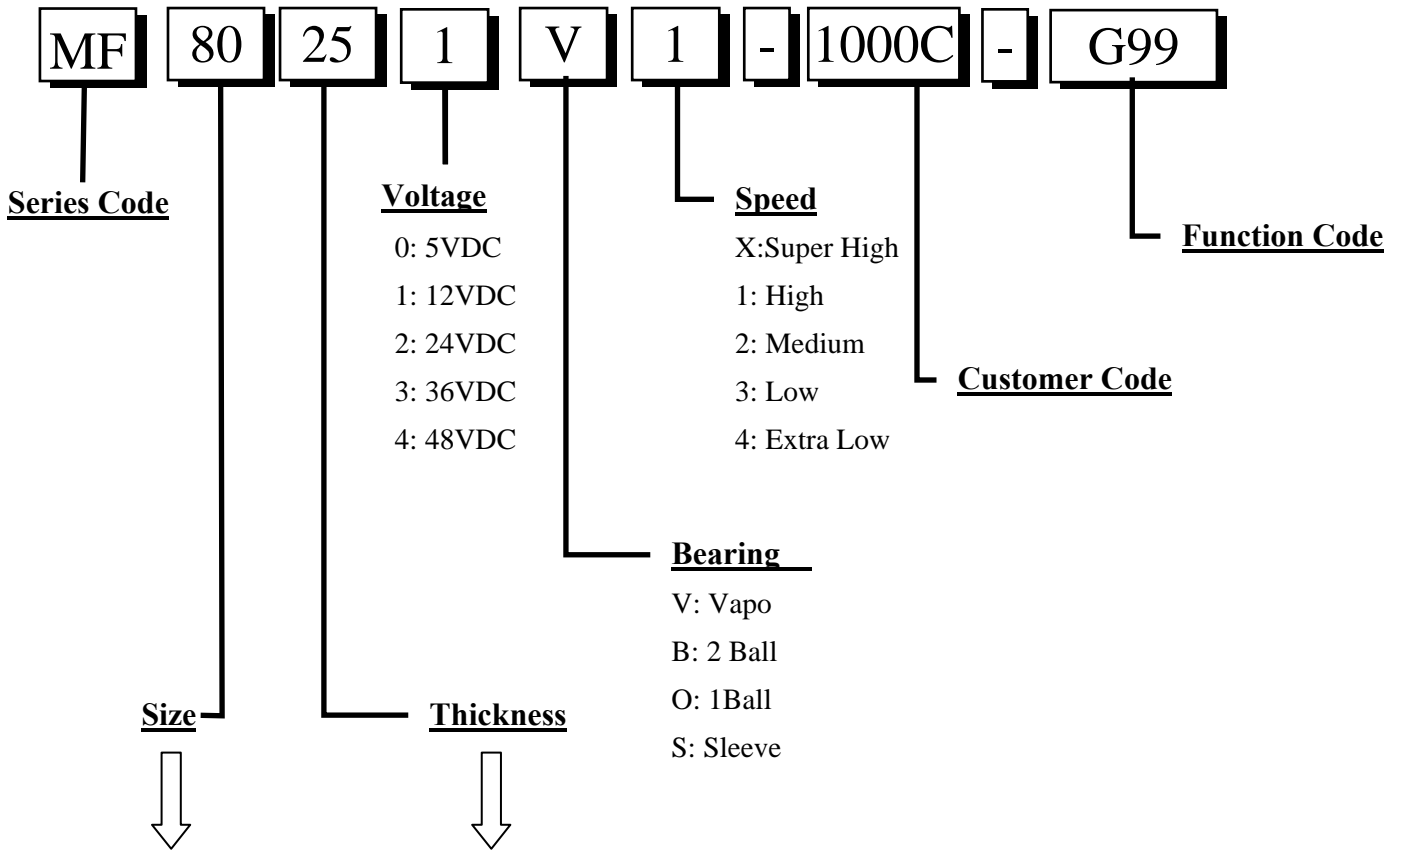 MF 80 25 1 V 1 - 1000C - G99
Series Code
Voltage
0: 5VDC
1: 12VDC
2: 24VDC
3: 36VDC
4: 48VDC
Speed
X:Super High
1: High
2: Medium
3: Low
4: Extra Low
Function Code
Customer Code
Bearing
V: Vapo
B: 2 Ball
O: 1Ball
S: Sleeve
Size
Thickness